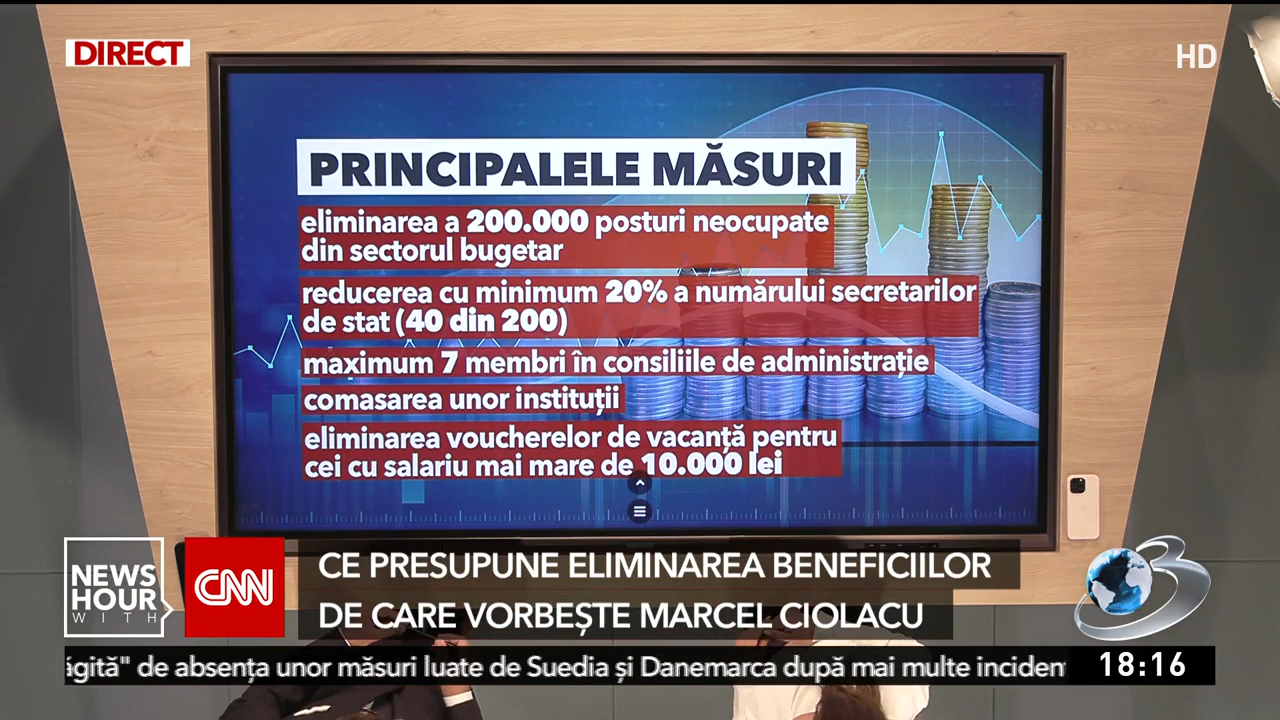 DIRECT
HD
PRINCIPALELE MĂSURI
eliminarea a 200.000 posturi neocupate
din sectorul bugetar
reducerea cu minimum 20% a numărului secretarilor
de stat (40 din 200)
maximum 7 membri în consiliile de administrație
comasarea unor instituții
eliminarea voucherelor de vacanță pentru
cei cu salariu mai mare de 10.000 lei
NEWS
HOUR
WITH
CNN
CE PRESUPUNE ELIMINAREA BENEFICIILOR
DE CARE VORBEȘTE MARCEL CIOLACU
3
ăgită" de absența unor măsuri luate de Suedia și Danemarca după mai multe inciden
18:16